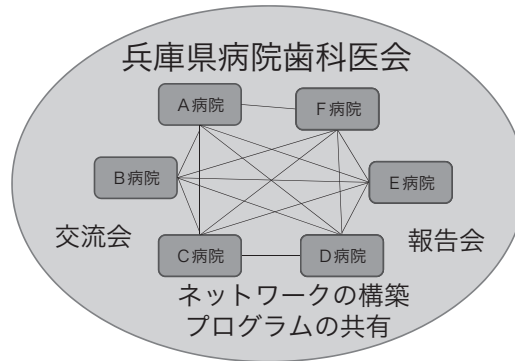 兵庫県病院歯科医会
A病院
F病院
B病院
E病院
交流会
報告会
C病院
D病院
ネットワークの構築
プログラムの共有